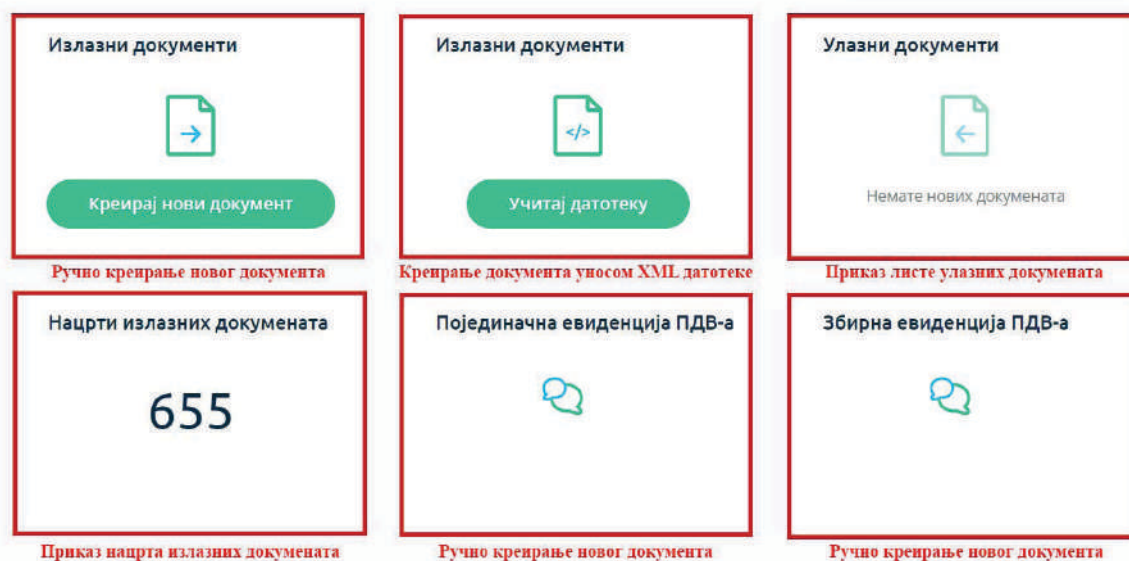 Излазни документи
Креирај нови документ
Ручно креирање новог документа
Излазни документи
</>
Учитај датотеку
Креирање документа уносом XML датотеке
Улазни документи
Немате нових докумената
Приказ листе улазних докумената
Нацрти излазних докумената
655
Приказ нацрта излазних докумената
Појединачна евиденција ПДВ-а
Ручно креирање новог документа
Збирна евиденција ПДВ-а
Ручно креирање новог документа